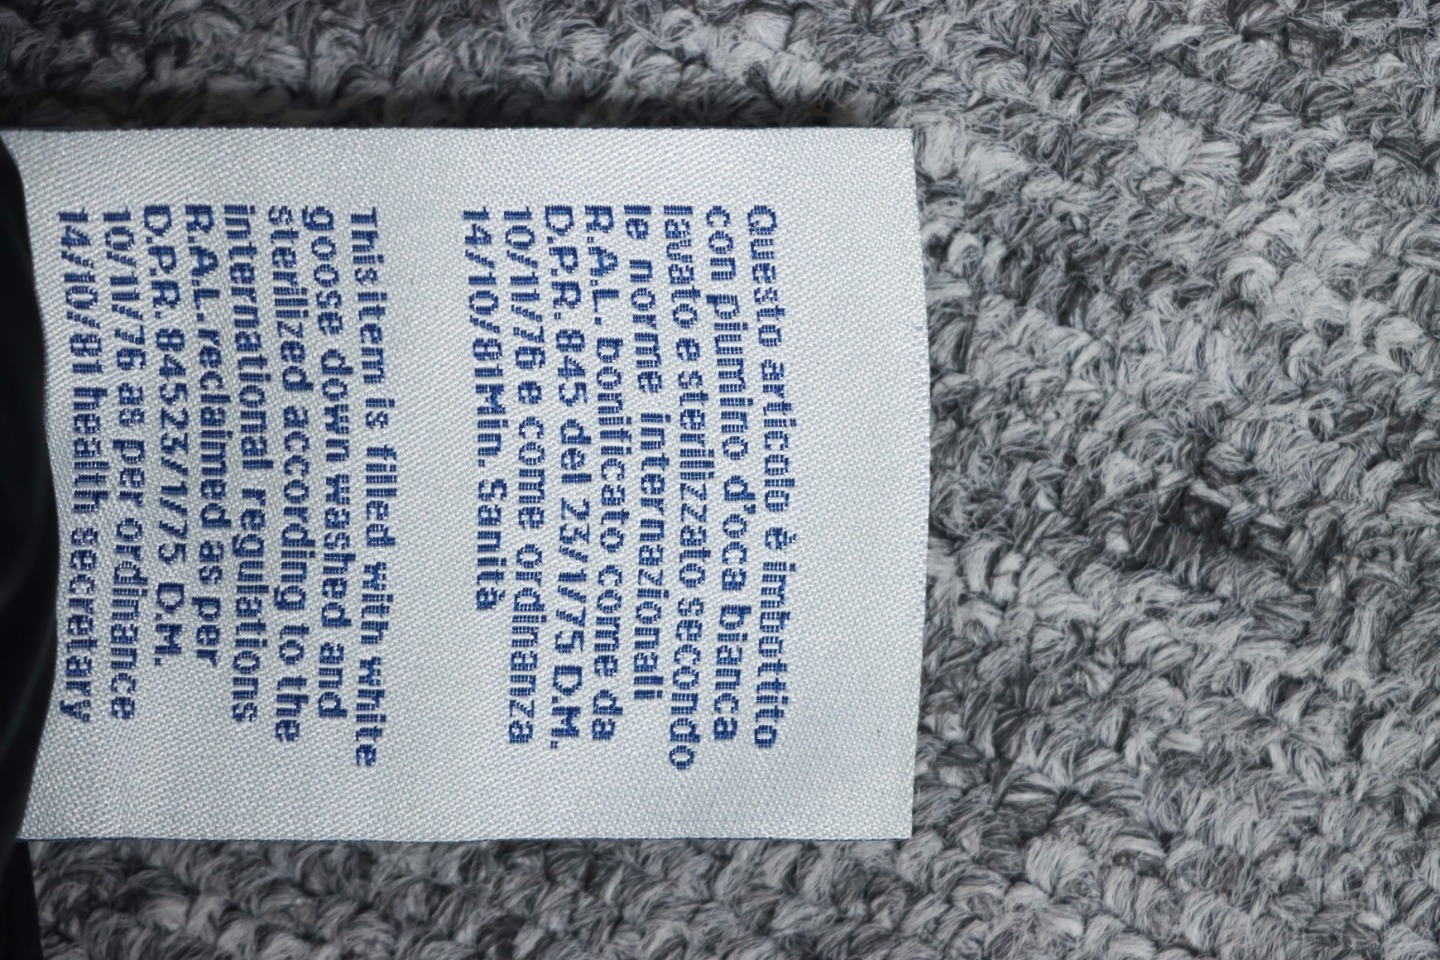 Questo articolo è imbottito
con piumino d'oca bianca
lavato e sterilizzato secondo
le norme internazionali
R.A.L. bonificato come da
D.P.R. 845 del 23/1/75 D.M.
10/11/76 e come ordinanza
14/10/81 Min. Sanità
This item is filled with white
goose down washed and
sterilized according to the
international regulations
R.A.L. reclaimed as per
D.P.R. 84523/1/75 D.M.
10/11/76 as per ordinance
14/10/81 health secretary